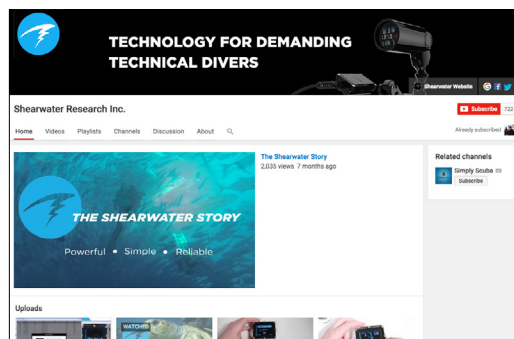 TECHNOLOGY FOR DEMANDING
TECHNICAL DIVERS
Shearwater Website
Shearwater Research Inc.
Subscribe 722
Home Videos Playlists Channels Discussion About
Already subscribed
The Shearwater Story
2,035 views 7 months ago
THE SHEARWATER STORY
Powerful • Simple • Reliable
Related channels
Simply Scuba
Subscribe
Uploads
WATCHED